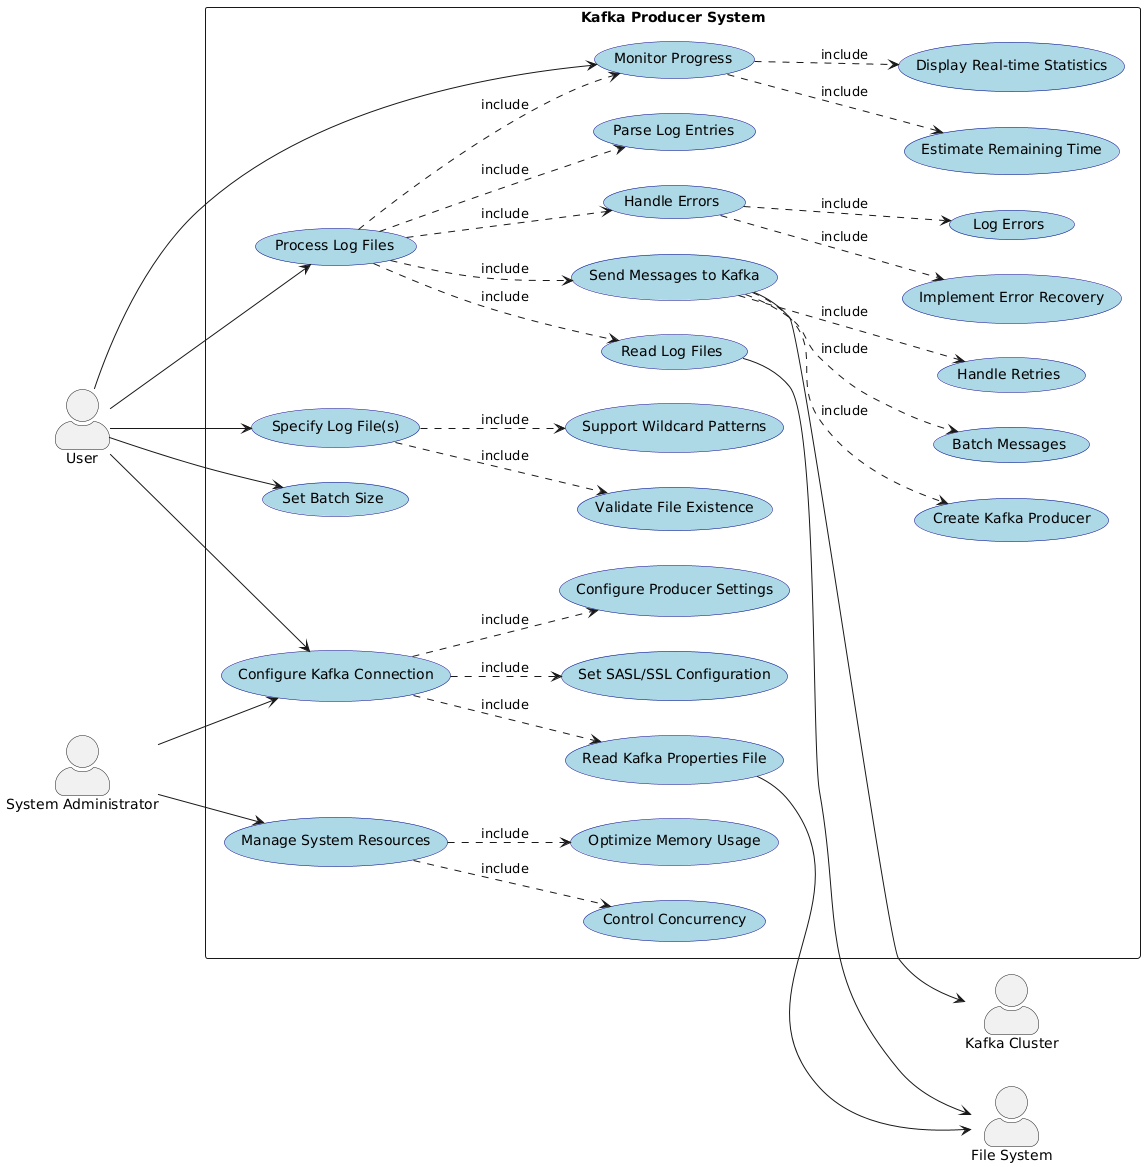 Kafka Producer System
Monitor Progress
include
Display Real-time Statistics
include
include
Parse Log Entries
Estimate Remaining Time
include
Handle Errors
include
Log Errors
include
include
Process Log Files
include
Send Messages to Kafka
Implement Error Recovery
include
include
Read Log Files
include
Handle Retries
include
User
Specify Log File(s)
include
Support Wildcard Patterns
Batch Messages
include
Set Batch Size
Validate File Existence
Create Kafka Producer
Configure Producer Settings
include
Configure Kafka Connection
include
Set SASL/SSL Configuration
include
Read Kafka Properties File
System Administrator
Manage System Resources
include
Optimize Memory Usage
include
Control Concurrency
Kafka Cluster
File System